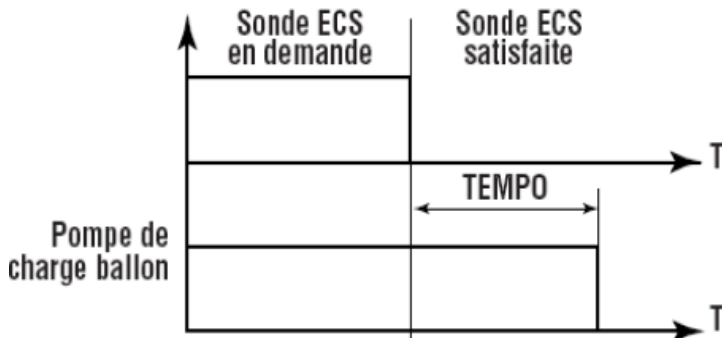 Sonde ECS
en demande
Sonde ECS
satisfaite
T
TEMPO
Pompe de
charge ballon
T